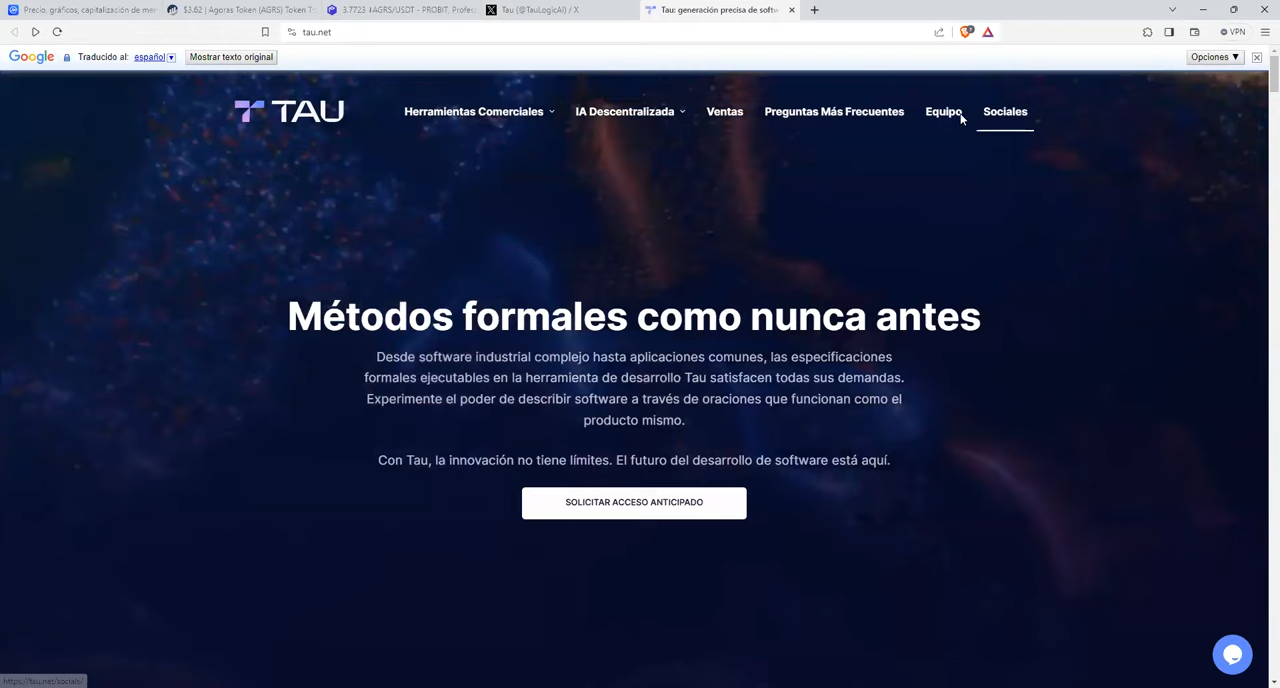 Precio, gráficos, capitalización de mer
$3.62 | Agoras Token (AGRS) Token T
3.7723 AGRS/USDT - PROBIT, Profes
Tau (@TauLogicAI) / X
Tau: generación precisa de softw
tau.net
VPN
Google
Traducido al: español
Mostrar texto original
Opciones ▼
TAU
Herramientas Comerciales
IA Descentralizada
Ventas
Preguntas Más Frecuentes
Equipo
Sociales
Métodos formales como nunca antes
Desde software industrial complejo hasta aplicaciones comunes, las especificaciones
formales ejecutables en la herramienta de desarrollo Tau satisfacen todas sus demandas.
Experimente el poder de describir software a través de oraciones que funcionan como el
producto mismo.
Con Tau, la innovación no tiene límites. El futuro del desarrollo de software está aquí.
SOLICITAR ACCESO ANTICIPADO
https://tau.net/socials/